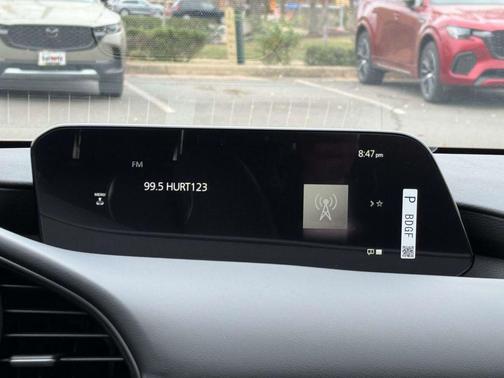 8:47 pm
FM
99.5 HURT123
MENU
P BDGF